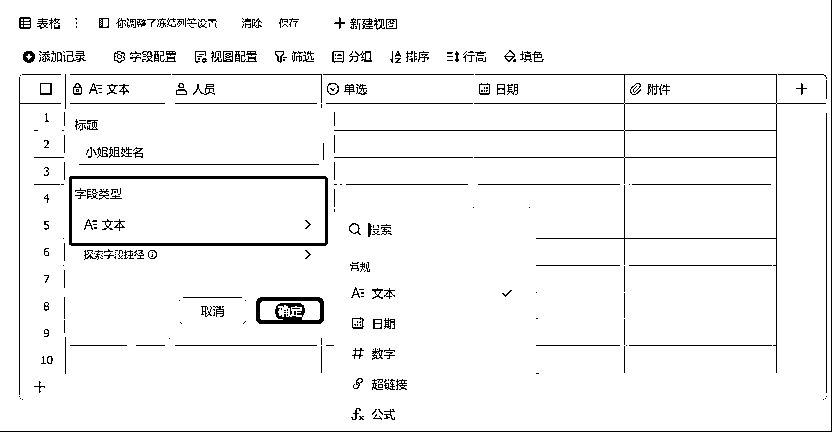 表格 你调整了冻结列等设置 清除 保存 新建视图
添加记录 字段配置 视图配置 筛选 分组 排序 行高 填色
文本 人员 单选 日期 附件
1
标题
2
小姐姐姓名
3
字段类型
4
文本
5
搜索
探索字段捷径
6
常规
7
文本
取消 确定
8
日期
9
数字
10
超链接
公式